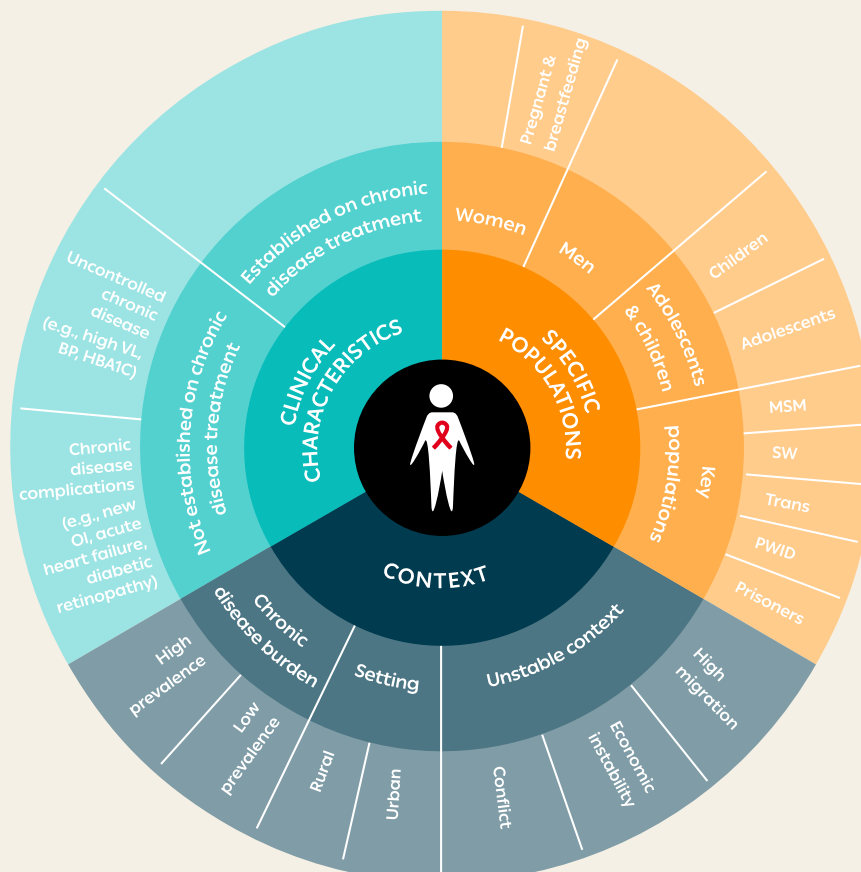 CLINICAL
CHARACTERISTICS
Established on chronic
disease treatment
Not established on chronic
disease treatment
Uncontrolled
chronic
disease
(e.g., high VL,
BP, HBA1C)
Chronic
disease
complications
(e.g., new
OI, acute
heart failure,
diabetic
retinopathy)
SPECIFIC
POPULATIONS
Women
Pregnant &
breastfeeding
Men
Adolescents
& children
Children
Adolescents
Key
populations
MSM
SW
Trans
PWID
Prisoners
CONTEXT
Chronic
disease burden
High
prevalence
Low
prevalence
Setting
Rural
Urban
Unstable context
Conflict
Economic
instability
High
migration